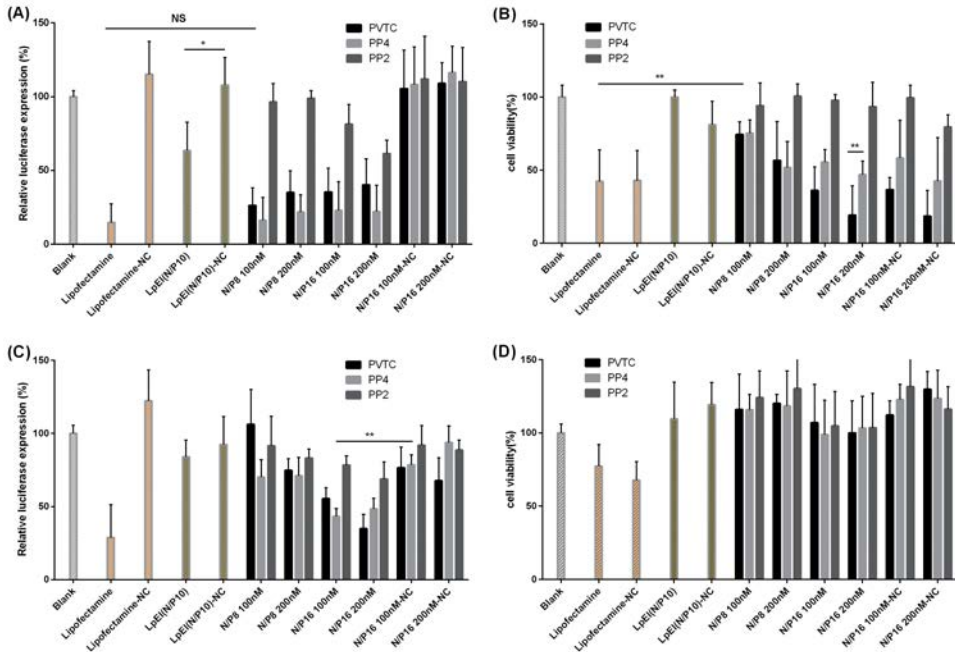 (A)
Relative luciferase expression (%)
150
100
50
0
NS
*
PVTC
PP4
PP2
Blank
Lipofectamine
Lipofectamine-NC
LpEI(N/P10)
LpEI(N/P10)-NC
N/P8 100nM
N/P8 200nM
N/P16 100nM
N/P16 200nM
N/P16 100nM-NC
N/P16 200nM-NC
(B)
cell viability(%)
150
100
50
0
**
**
PVTC
PP4
PP2
Blank
Lipofectamine
Lipofectamine-NC
LpEI(N/P10)
LpEI(N/P10)-NC
N/P8 100nM
N/P8 200nM
N/P16 100nM
N/P16 200nM
N/P16 100nM-NC
N/P16 200nM-NC
(C)
Relative luciferase expression (%)
150
100
50
0
**
PVTC
PP4
PP2
Blank
Lipofectamine
Lipofectamine-NC
LpEI(N/P10)
LpEI(N/P10)-NC
N/P8 100nM
N/P8 200nM
N/P16 100nM
N/P16 200nM
N/P16 100nM-NC
N/P16 200nM-NC
(D)
cell viability(%)
150
100
50
0
PVTC
PP4
PP2
Blank
Lipofectamine
Lipofectamine-NC
LpEI(N/P10)
LpEI(N/P10)-NC
N/P8 100nM
N/P8 200nM
N/P16 100nM
N/P16 200nM
N/P16 100nM-NC
N/P16 200nM-NC